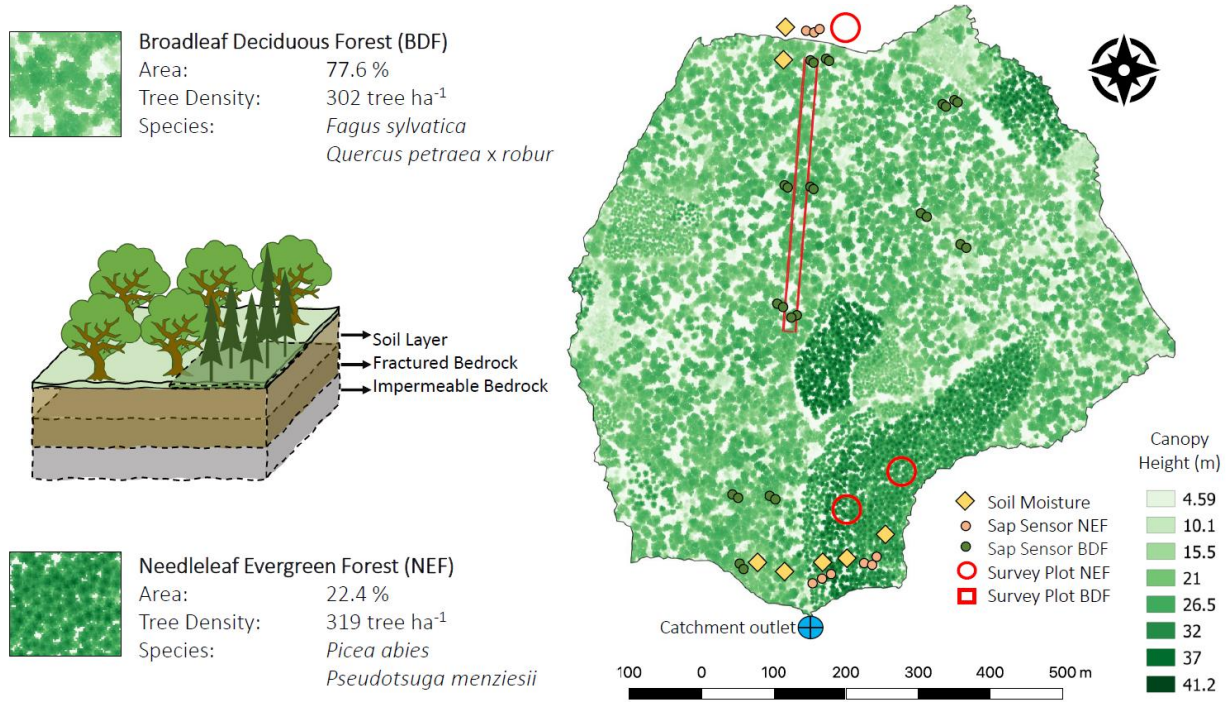 Broadleaf Deciduous Forest (BDF)
Area: 77.6 %
Tree Density: 302 tree ha⁻¹
Species: Fagus sylvatica
Quercus petraea x robur
Soil Layer
Fractured Bedrock
Impermeable Bedrock
Needleleaf Evergreen Forest (NEF)
Area: 22.4 %
Tree Density: 319 tree ha⁻¹
Species: Picea abies
Pseudotsuga menziesii
Soil Moisture
Sap Sensor NEF
Sap Sensor BDF
Survey Plot NEF
Survey Plot BDF
Catchment outlet
100 0 100 200 300 400 500 m
Canopy
Height (m)
4.59
10.1
15.5
21
26.5
32
37
41.2